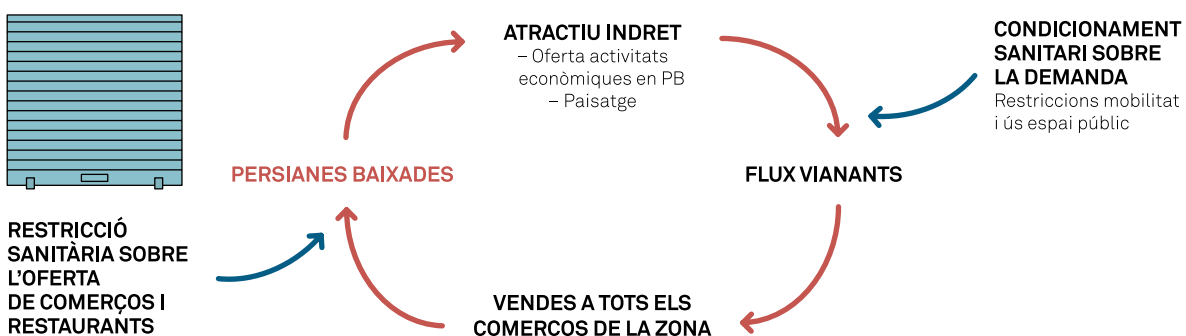 ATRACTIU INDRET
– Oferta activitats
econòmiques en PB
– Paisatge
CONDICIONAMENT
SANITARI SOBRE
LA DEMANDA
Restriccions mobilitat
i ús espai públic
PERSIANES BAIXADES
FLUX VIANANTS
RESTRICCIÓ
SANITÀRIA SOBRE
L'OFERTA
DE COMERÇOS I
RESTAURANTS
VENDES A TOTS ELS
COMERÇOS DE LA ZONA